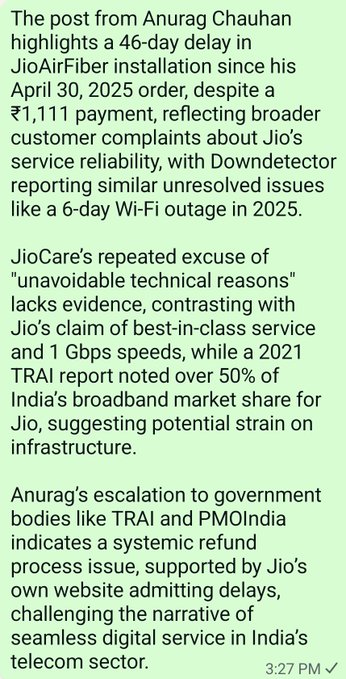 The post from Anurag Chauhan
highlights a 46-day delay in
JioAirFiber installation since his
April 30, 2025 order, despite a
₹1,111 payment, reflecting broader
customer complaints about Jio’s
service reliability, with Downdetector
reporting similar unresolved issues
like a 6-day Wi-Fi outage in 2025.
JioCare’s repeated excuse of
"unavoidable technical reasons"
lacks evidence, contrasting with
Jio’s claim of best-in-class service
and 1 Gbps speeds, while a 2021
TRAI report noted over 50% of
India’s broadband market share for
Jio, suggesting potential strain on
infrastructure.
Anurag’s escalation to government
bodies like TRAI and PMOIndia
indicates a systemic refund
process issue, supported by Jio’s
own website admitting delays,
challenging the narrative of
seamless digital service in India’s
telecom sector.
3:27 PM ✓